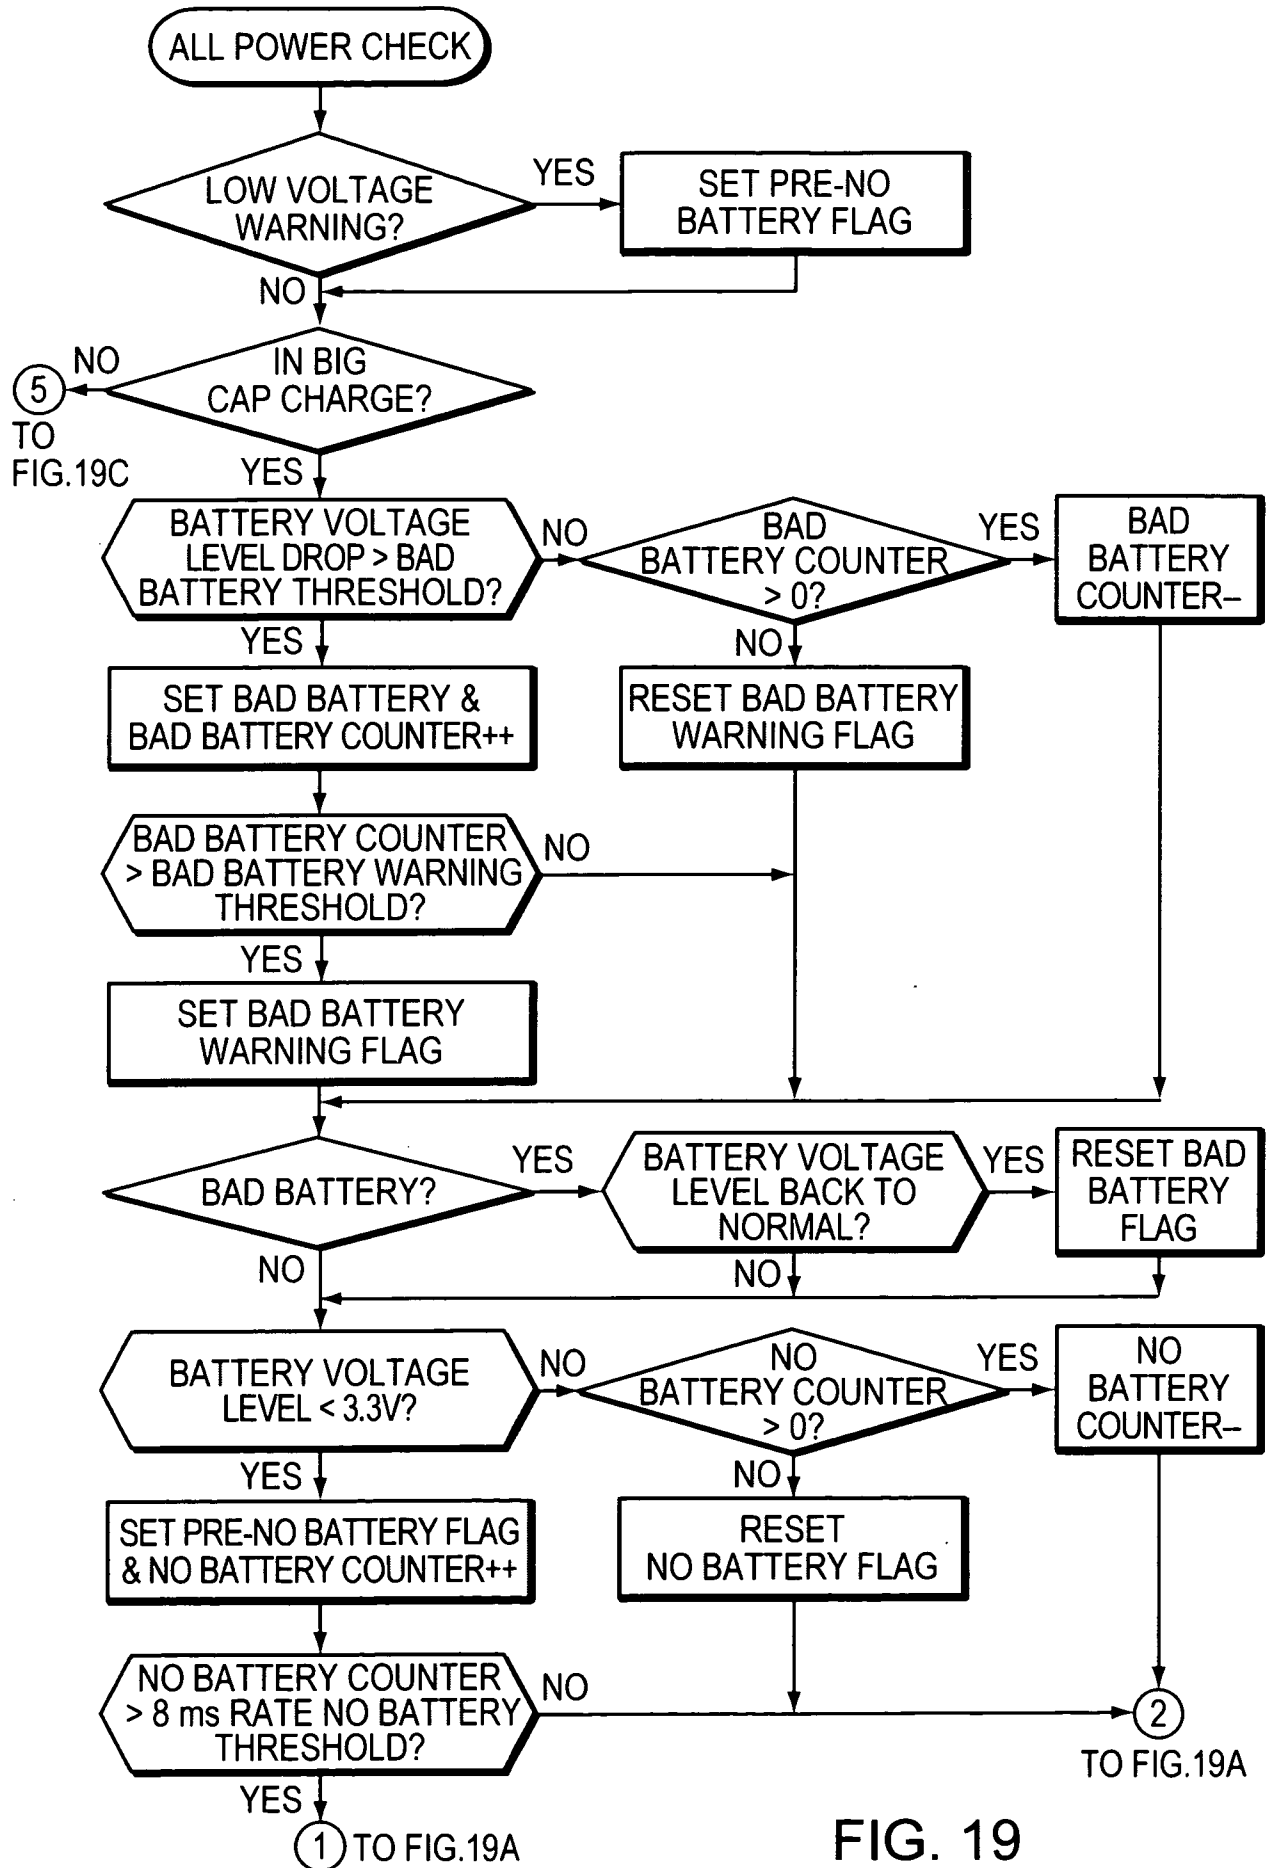 ALL POWER CHECK
LOW VOLTAGE
WARNING?
YES
SET PRE-NO
BATTERY FLAG
NO
IN BIG
CAP CHARGE?
NO
5
TO
FIG.19C
YES
BATTERY VOLTAGE
LEVEL DROP > BAD
BATTERY THRESHOLD?
NO
BAD
BATTERY COUNTER
> 0?
YES
BAD
BATTERY
COUNTER–
YES
NO
SET BAD BATTERY &
BAD BATTERY COUNTER++
RESET BAD BATTERY
WARNING FLAG
BAD BATTERY COUNTER
> BAD BATTERY WARNING
THRESHOLD?
NO
YES
SET BAD BATTERY
WARNING FLAG
BAD BATTERY?
YES
BATTERY VOLTAGE
LEVEL BACK TO
NORMAL?
YES
RESET BAD
BATTERY
FLAG
NO
NO
BATTERY VOLTAGE
LEVEL < 3.3V?
NO
NO
BATTERY COUNTER
> 0?
YES
NO
BATTERY
COUNTER–
YES
NO
SET PRE-NO BATTERY FLAG
& NO BATTERY COUNTER++
RESET
NO BATTERY FLAG
NO BATTERY COUNTER
> 8 ms RATE NO BATTERY
THRESHOLD?
NO
2
TO FIG.19A
YES
1 TO FIG.19A
FIG. 19